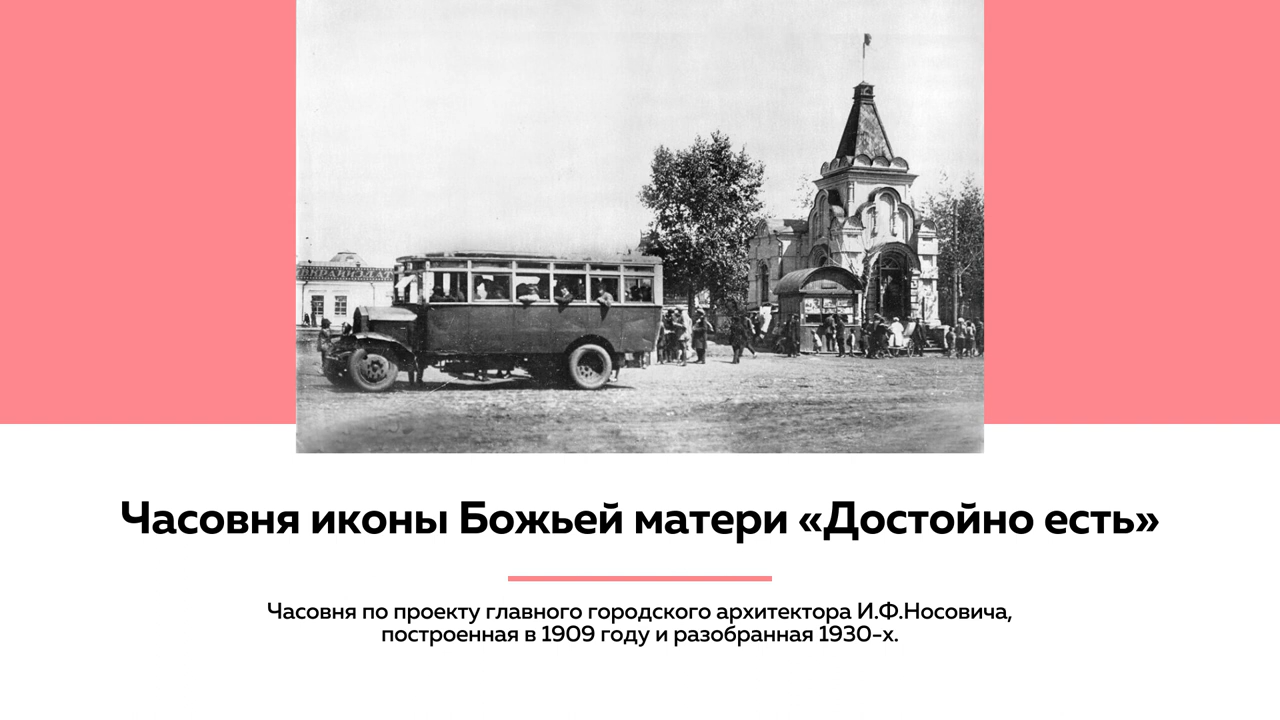 Часовня иконы Божьей матери «Достойно есть»
Часовня по проекту главного городского архитектора И.Ф.Носовича,
построенная в 1909 году и разобранная 1930-х.